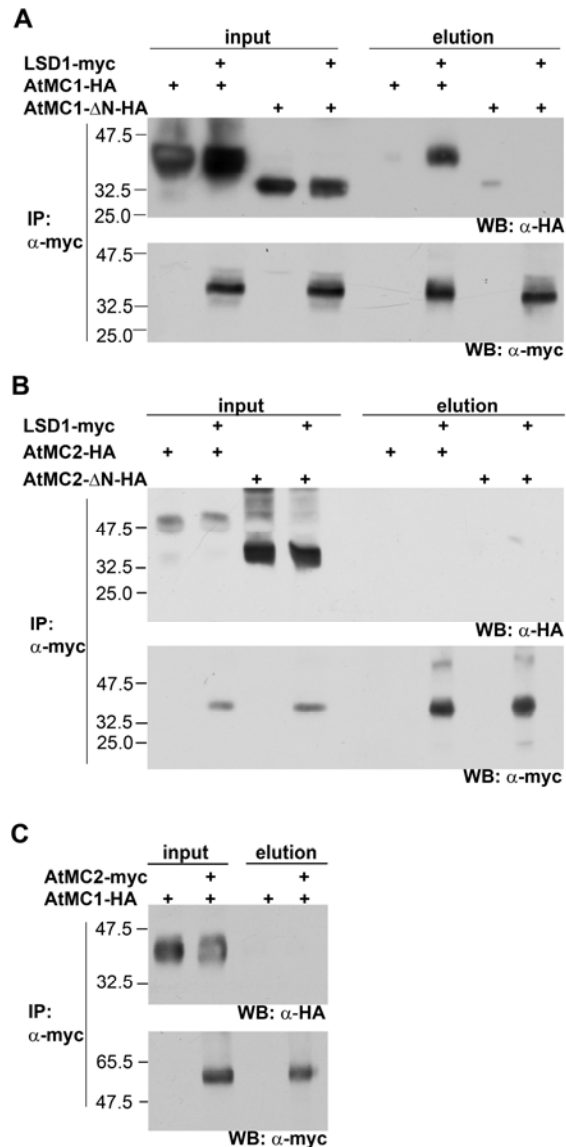 A
input elution
LSD1-myc + + + +
AtMC1-HA + + + +
AtMC1-ΔN-HA + + + +
47.5
32.5
25.0
WB: α-HA
IP:
α-myc
47.5
32.5
25.0
WB: α-myc
B
input elution
LSD1-myc + + + +
AtMC2-HA + + + +
AtMC2-ΔN-HA + + + +
47.5
32.5
25.0
WB: α-HA
IP:
α-myc
47.5
32.5
25.0
WB: α-myc
C
input elution
AtMC2-myc + +
AtMC1-HA + + + +
47.5
32.5
WB: α-HA
IP:
α-myc
65.5
47.5
WB: α-myc